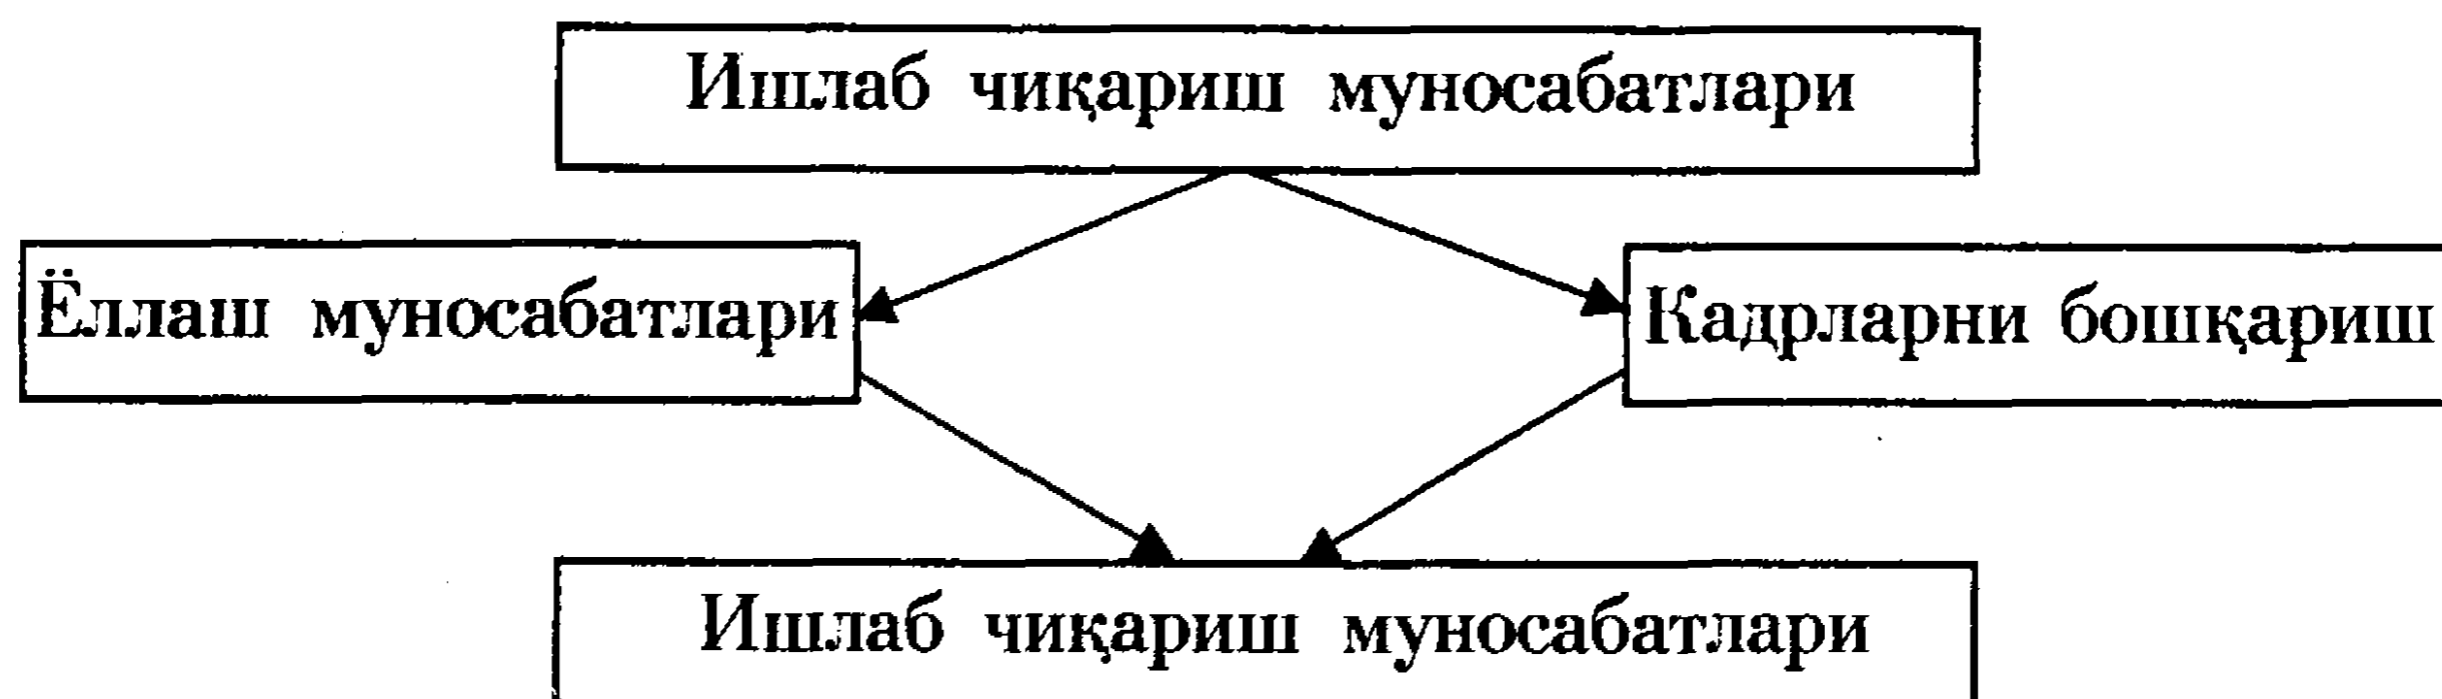 Ишлаб чиқариш муносабатлари
Ёллаш муносабатлари
Кадрларни бошқариш
Ишлаб чиқариш муносабатлари